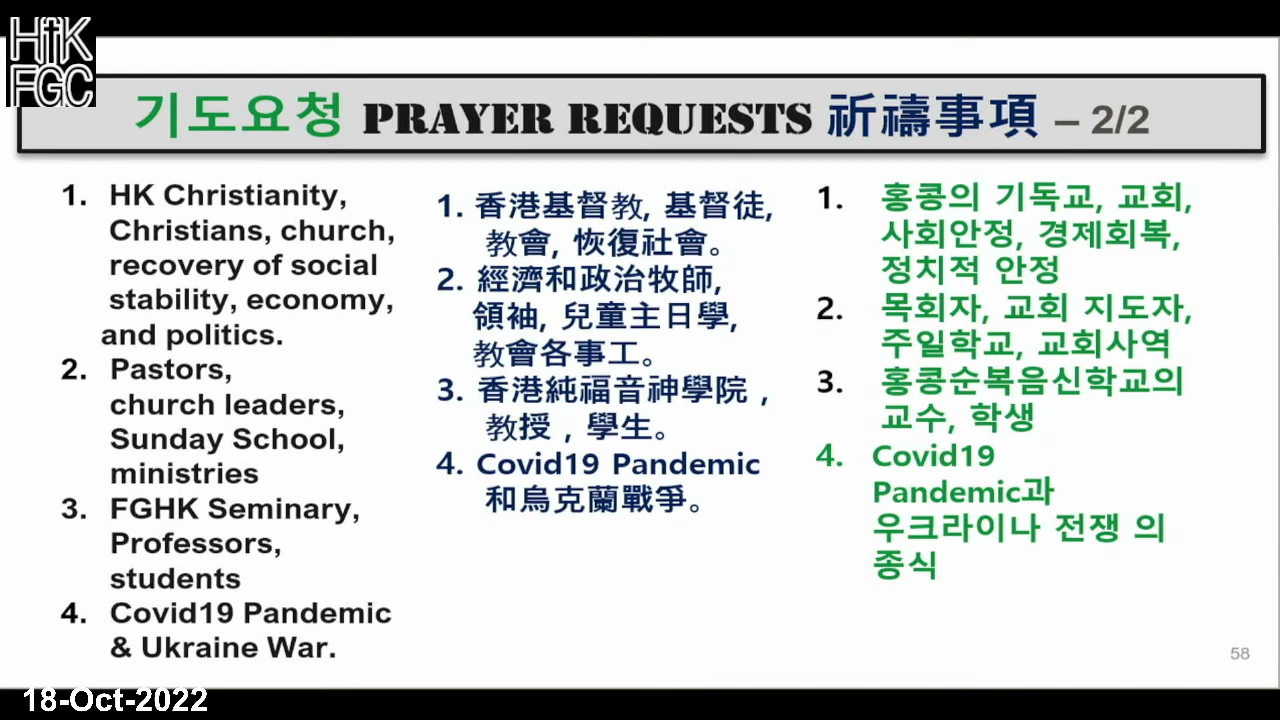 HfK
FGC
기도요청 PRAYER REQUESTS 祈禱事項 – 2/2
1. HK Christianity,
Christians, church,
recovery of social
stability, economy,
and politics.
2. Pastors,
church leaders,
Sunday School,
ministries
3. FGHK Seminary,
Professors,
students
4. Covid19 Pandemic
& Ukraine War.
1. 香港基督教, 基督徒,
教會, 恢復社會。
2. 經濟和政治牧師,
領袖, 兒童主日學,
教會各事工。
3. 香港純福音神學院 ,
教授 , 學生。
4. Covid19 Pandemic
和烏克蘭戰爭。
1. 홍콩의 기독교, 교회,
사회안정, 경제회복,
정치적 안정
2. 목회자, 교회 지도자,
주일학교, 교회사역
3. 홍콩순복음신학교의
교수, 학생
4. Covid19
Pandemic과
우크라이나 전쟁 의
종식
58
18-Oct-2022